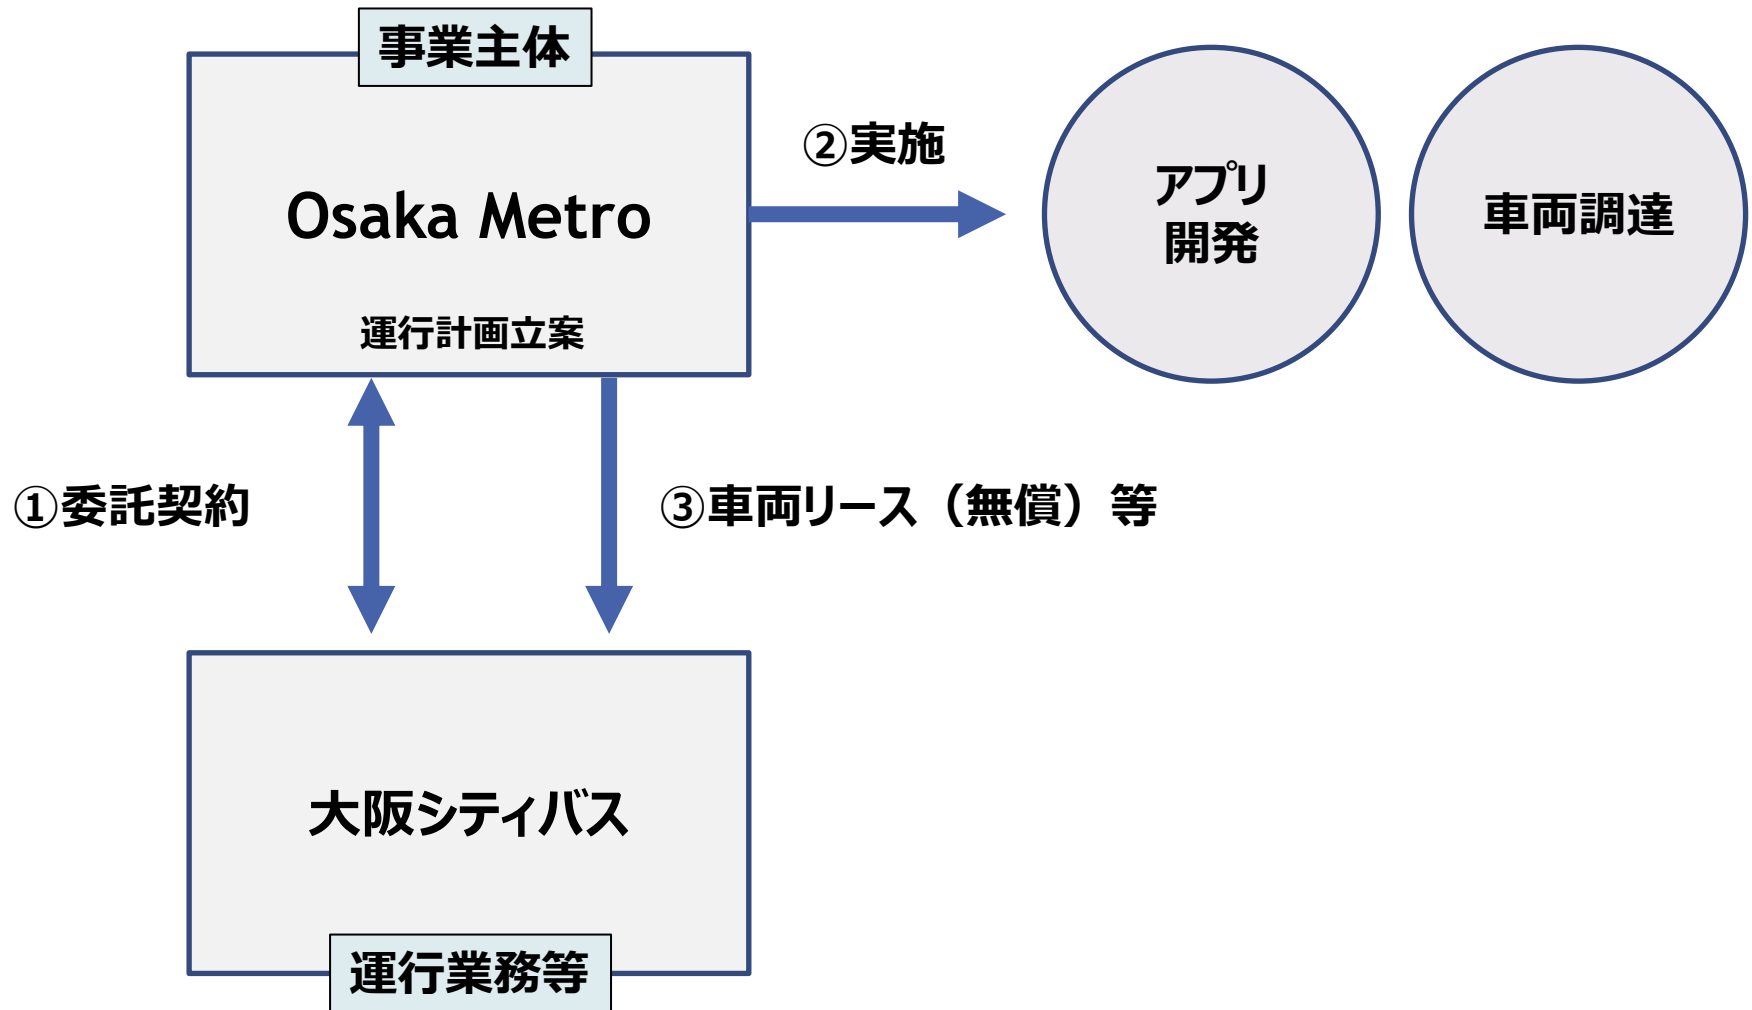 事業主体
Osaka Metro
運行計画立案
②実施
アプリ
開発
車両調達
①委託契約
③車両リース（無償）等
大阪シティバス
運行業務等